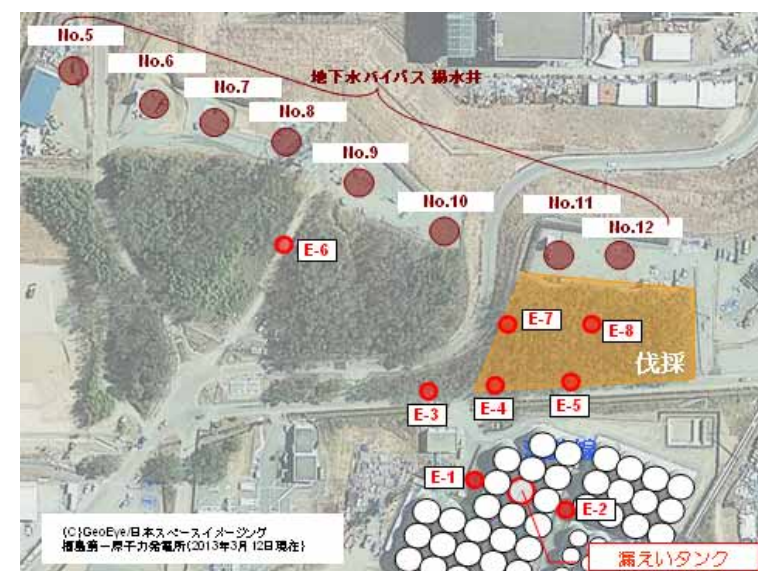 No.5
No.6
No.7
No.8
No.9
No.10
No.11
No.12
地下水バイパス 揚水井
E-6
E-7
E-8
伐採
E-3
E-4
E-5
E-1
E-2
漏えいタンク
(C)GeoEye/日本スペースイメージング
福島第一原子力発電所(2013年3月12日現在)